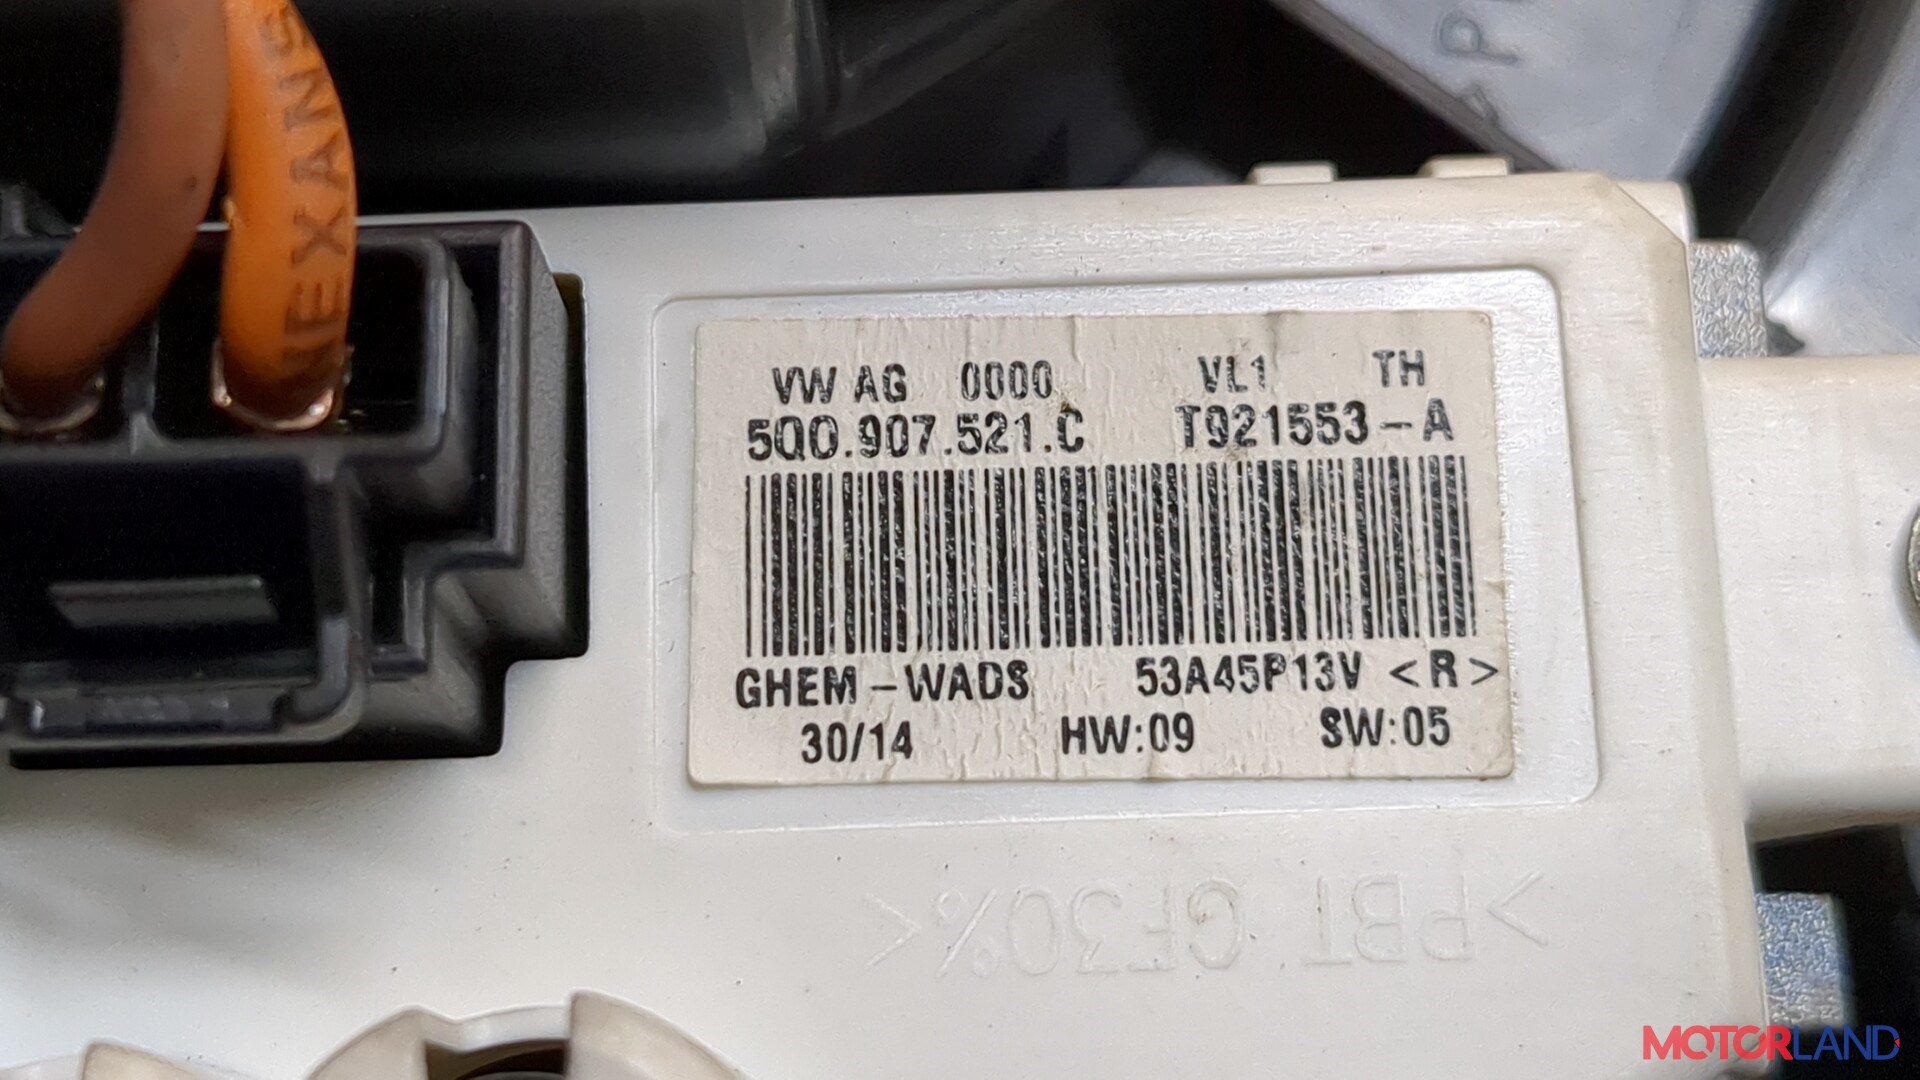 NEXANS
VW AG 0000 VL1 TH
5Q0.907.521.C T921553-A
GHEM-WADS 53A45P13V <R>
30/14 HW:09 SW:05
>PBT GF30%<
MOTORLAND